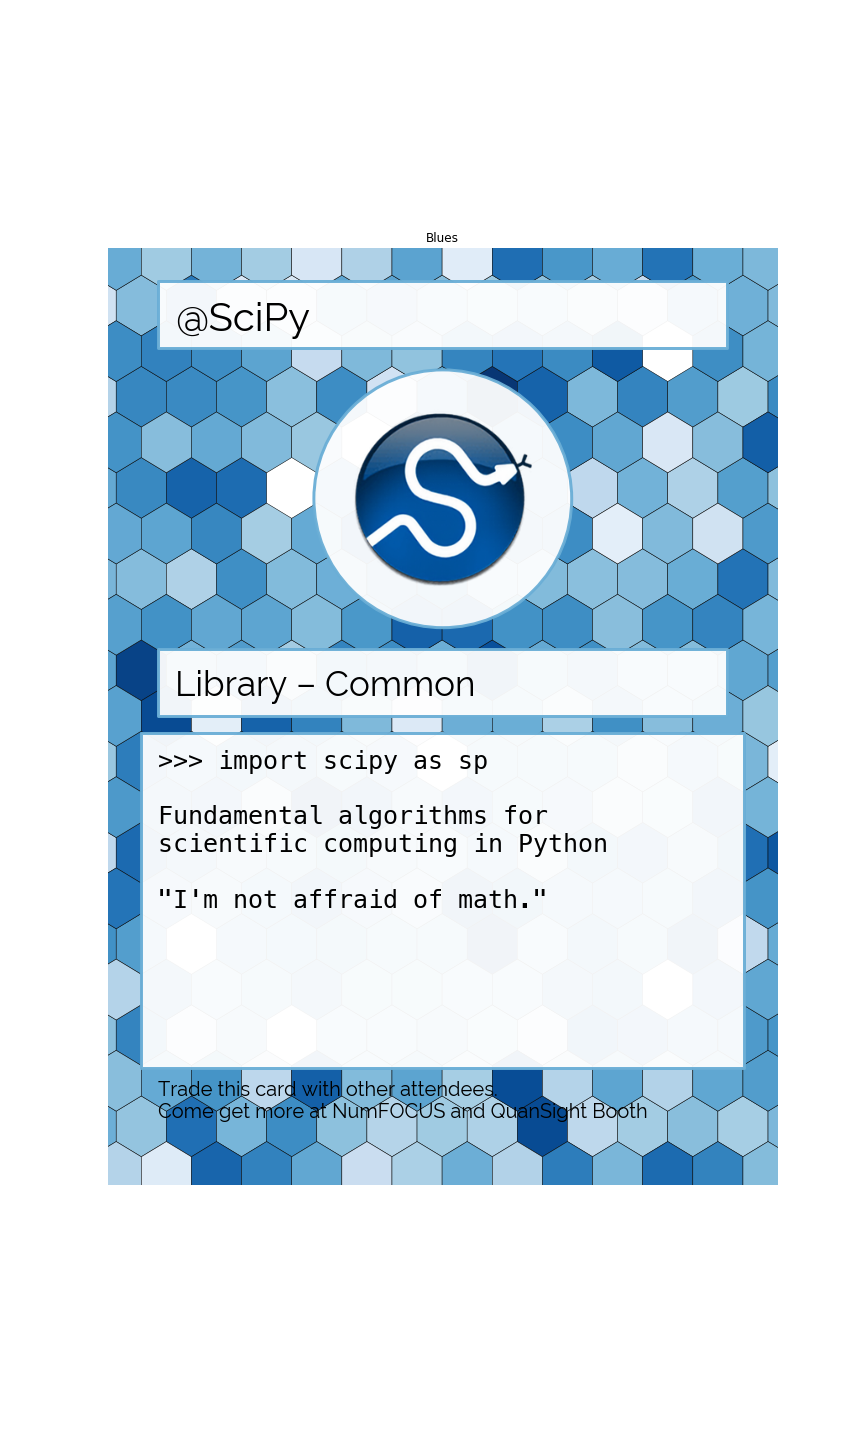 Blues
@SciPy
Library – Common
>>> import scipy as sp
Fundamental algorithms for
scientific computing in Python
"I'm not affraid of math."
Trade this card with other attendees.
Come get more at NumFOCUS and QuanSight Booth